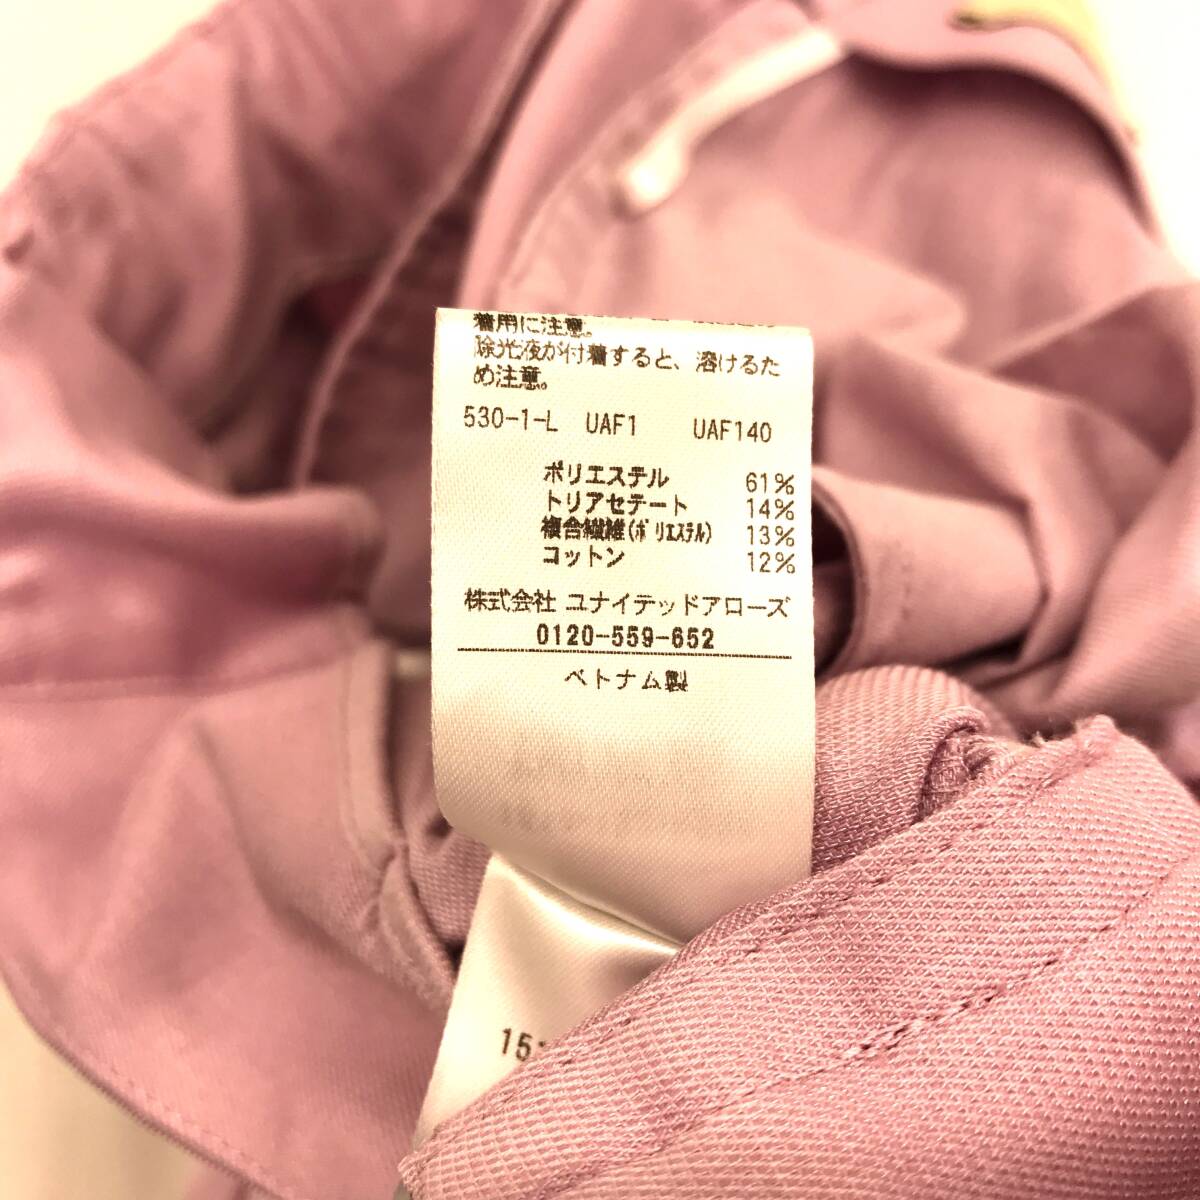 着用に注意。
除光液が付着すると、溶けるた
め注意。
530-1-L UAF1 UAF140
ポリエステル 61%
トリアセテート 14%
複合繊維(ポリエステル) 13%
コットン 12%
株式会社 ユナイテッドアローズ
0120-559-652
ベトナム製
151